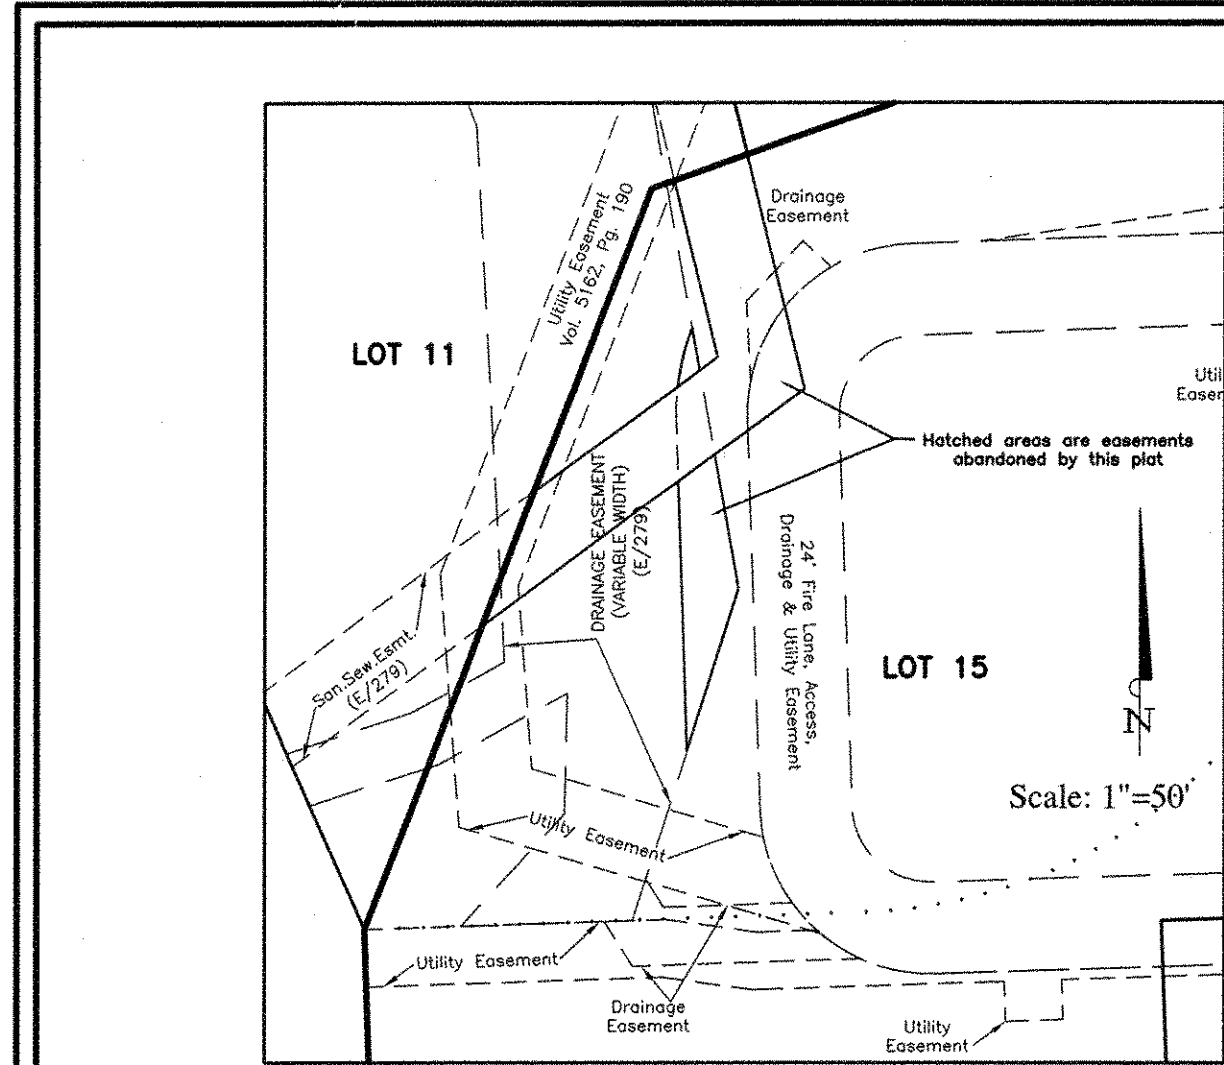 Drainage
Easement
Utility Easement
Vol. 5162, Pg. 190
LOT 11
Util
Easer
Hatched areas are easements
abandoned by this plat
DRAINAGE EASEMENT
(VARIABLE WIDTH)
(E/279)
24' Fire Lane, Access,
Drainage & Utility Easement
San.Sew.Esmt.
(E/279)
LOT 15
N
Scale: 1"=50'
Utility Easement
Utility Easement
Drainage
Easement
Utility
Easement